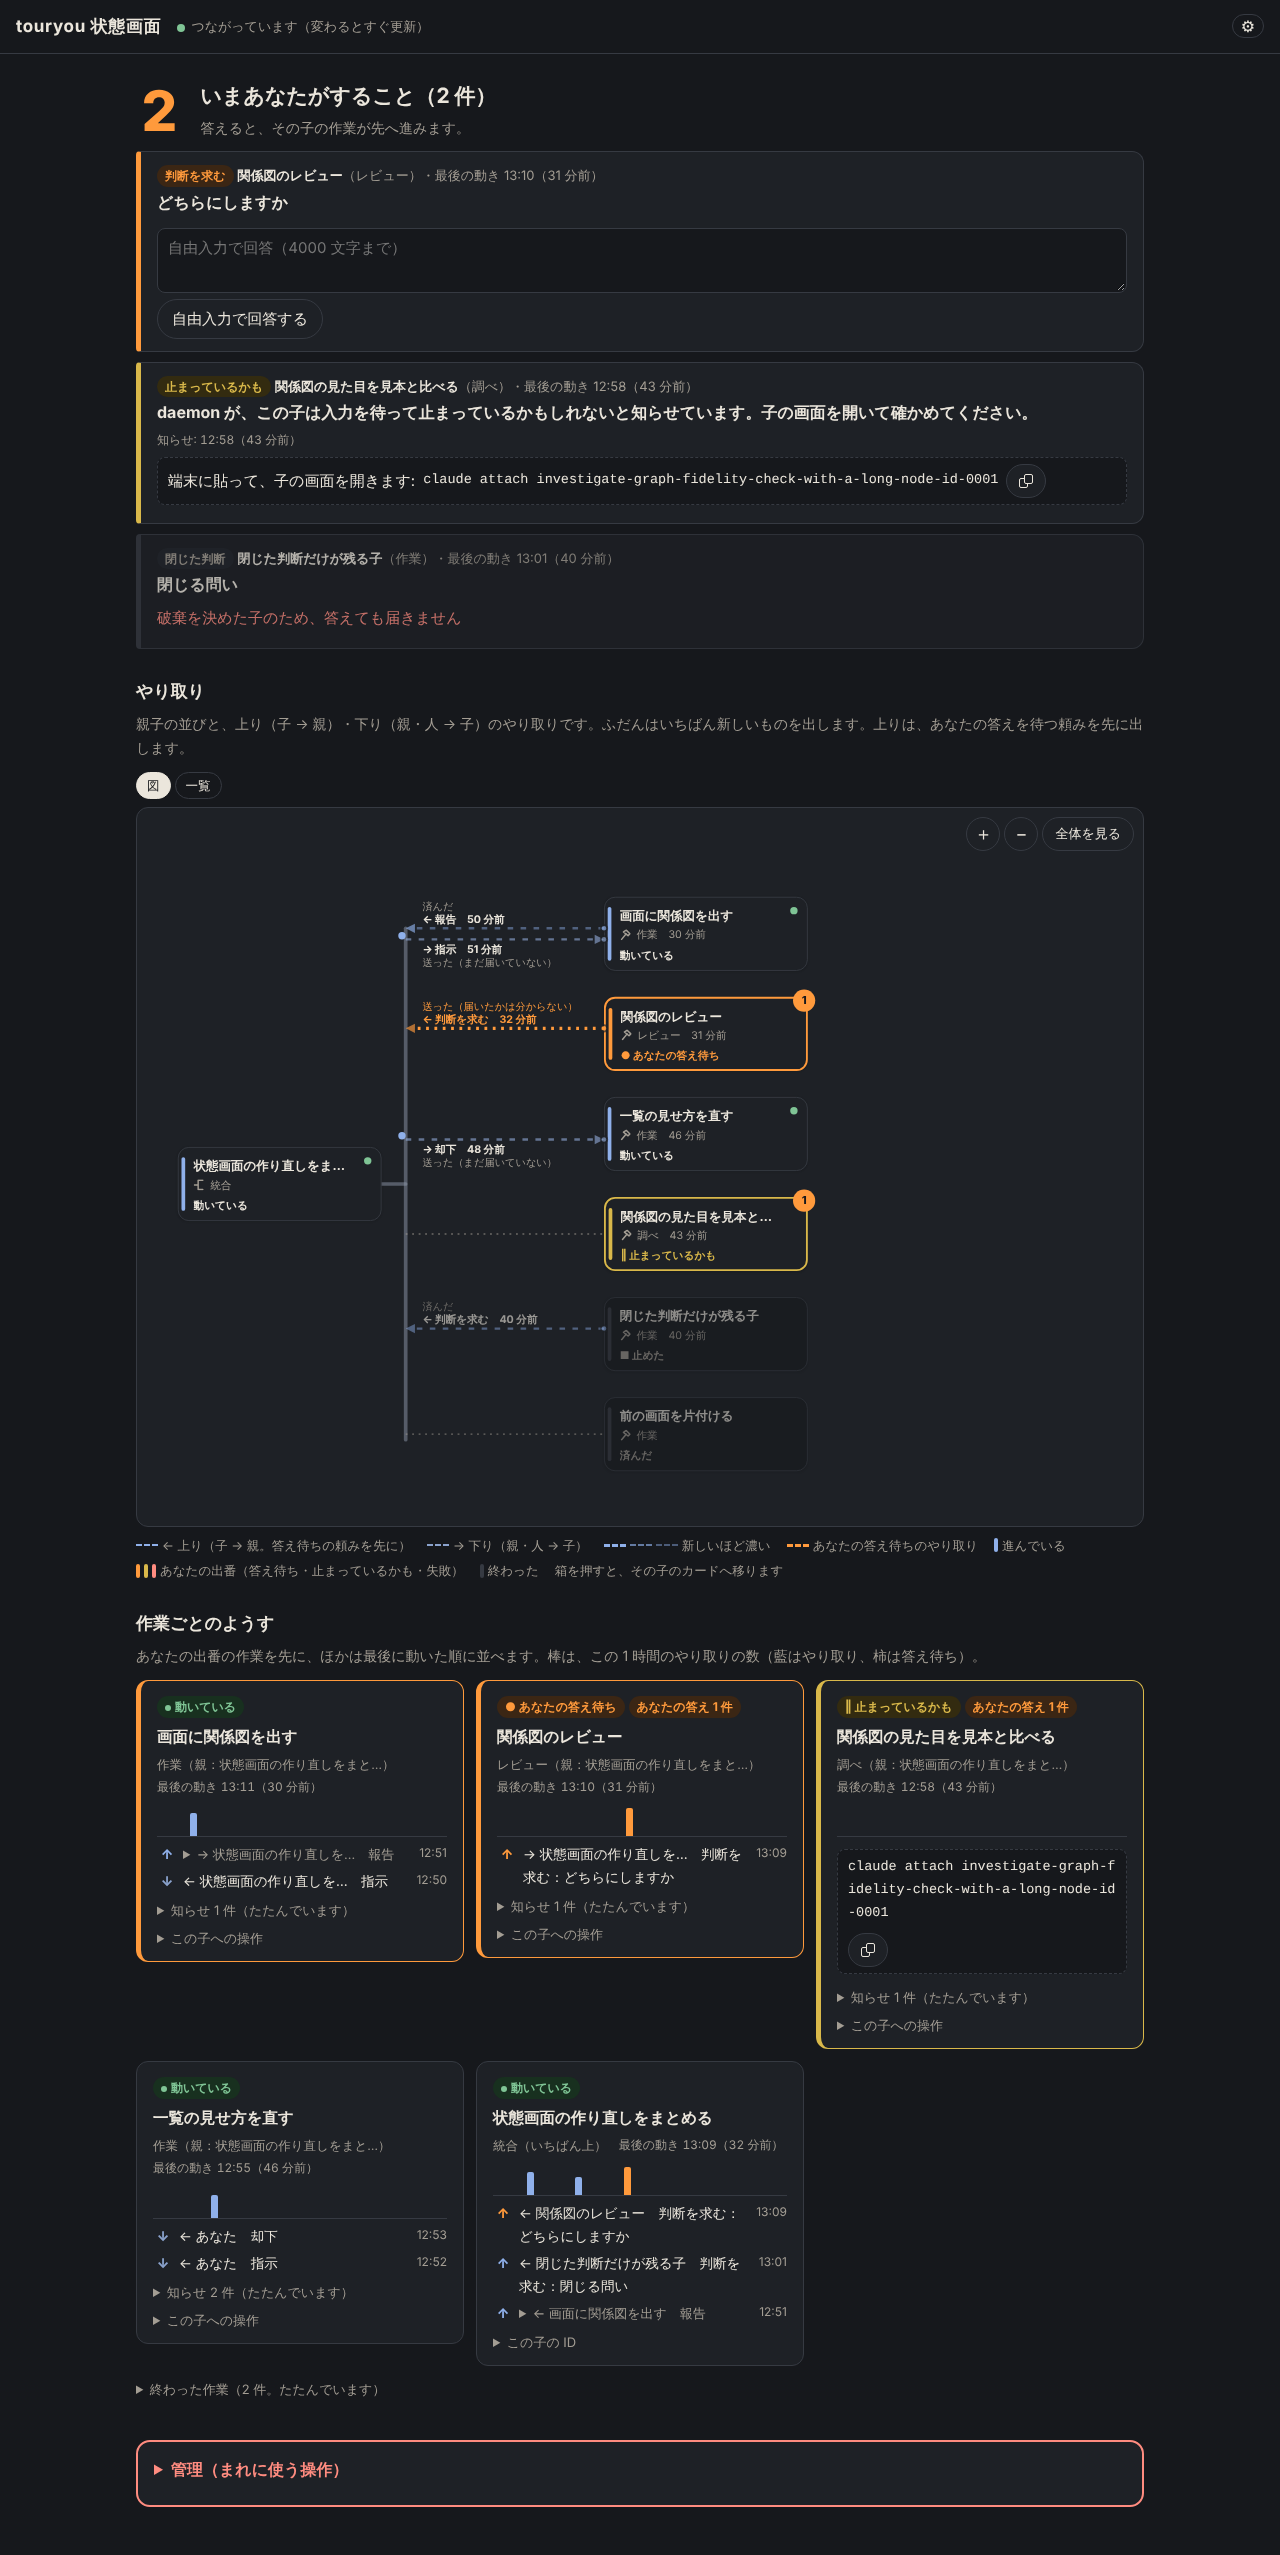 touryou 状態画面
つながっています（変わるとすぐ更新）
2
いまあなたがすること（2 件）
答えると、その子の作業が先へ進みます。
判断を求む 関係図のレビュー（レビュー）・最後の動き 13:10（31 分前）
どちらにしますか
自由入力で回答（4000 文字まで）
自由入力で回答する
止まっているかも 関係図の見た目を見本と比べる（調べ）・最後の動き 12:58（43 分前）
daemon が、この子は入力を待って止まっているかもしれないと知らせています。子の画面を開いて確かめてください。
知らせ: 12:58（43 分前）
端末に貼って、子の画面を開きます: claude attach investigate-graph-fidelity-check-with-a-long-node-id-0001
閉じた判断 閉じた判断だけが残る子（作業）・最後の動き 13:01（40 分前）
閉じる問い
破棄を決めた子のため、答えても届きません
やり取り
親子の並びと、上り（子 → 親）・下り（親・人 → 子）のやり取りです。ふだんはいちばん新しいものを出します。上りは、あなたの答えを待つ頼みを先に出
します。
図 一覧
+ − 全体を見る
済んだ
← 報告 50 分前
→ 指示 51 分前
送った（まだ届いていない）
画面に関係図を出す
作業 30 分前
動いている
送った（届いたかは分からない）
← 判断を求む 32 分前
1
関係図のレビュー
レビュー 31 分前
● あなたの答え待ち
→ 却下 48 分前
送った（まだ届いていない）
一覧の見せ方を直す
作業 46 分前
動いている
状態画面の作り直しをま…
統合
動いている
1
関係図の見た目を見本と…
調べ 43 分前
‖ 止まっているかも
済んだ
← 判断を求む 40 分前
閉じた判断だけが残る子
作業 40 分前
■ 止めた
前の画面を片付ける
作業
済んだ
← 上り（子 → 親。答え待ちの頼みを先に） → 下り（親・人 → 子） 新しいほど濃い あなたの答え待ちのやり取り 進んでいる
あなたの出番（答え待ち・止まっているかも・失敗） 終わった 箱を押すと、その子のカードへ移ります
作業ごとのようす
あなたの出番の作業を先に、ほかは最後に動いた順に並べます。棒は、この 1 時間のやり取りの数（藍はやり取り、柿は答え待ち）。
● 動いている
画面に関係図を出す
作業（親：状態画面の作り直しをまと…）
最後の動き 13:11（30 分前）
↑ ▶ → 状態画面の作り直しを… 報告 12:51
↓ ← 状態画面の作り直しを… 指示 12:50
▶ 知らせ 1 件（たたんでいます）
▶ この子への操作
● あなたの答え待ち あなたの答え 1 件
関係図のレビュー
レビュー（親：状態画面の作り直しをまと…）
最後の動き 13:10（31 分前）
↑ → 状態画面の作り直しを… 判断を 13:09
求む：どちらにしますか
▶ 知らせ 1 件（たたんでいます）
▶ この子への操作
‖ 止まっているかも あなたの答え 1 件
関係図の見た目を見本と比べる
調べ（親：状態画面の作り直しをまと…）
最後の動き 12:58（43 分前）
claude attach investigate-graph-f
idelity-check-with-a-long-node-id
-0001
▶ 知らせ 1 件（たたんでいます）
▶ この子への操作
● 動いている
一覧の見せ方を直す
作業（親：状態画面の作り直しをまと…）
最後の動き 12:55（46 分前）
↓ ← あなた 却下 12:53
↓ ← あなた 指示 12:52
▶ 知らせ 2 件（たたんでいます）
▶ この子への操作
● 動いている
状態画面の作り直しをまとめる
統合（いちばん上） 最後の動き 13:09（32 分前）
↑ ← 関係図のレビュー 判断を求む： 13:09
どちらにしますか
↑ ← 閉じた判断だけが残る子 判断を 13:01
求む：閉じる問い
↑ ▶ ← 画面に関係図を出す 報告 12:51
▶ この子の ID
▶ 終わった作業（2 件。たたんでいます）
▶ 管理（まれに使う操作）